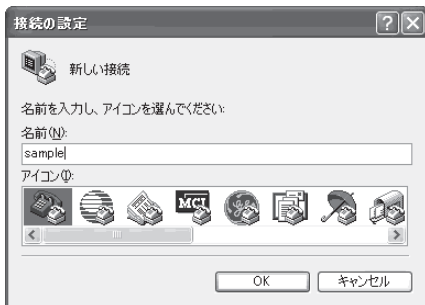 接続の設定
新しい接続
名前を入力し、アイコンを選んでください:
名前(N):
sample
アイコン(I):
MCI
OK
キャンセル